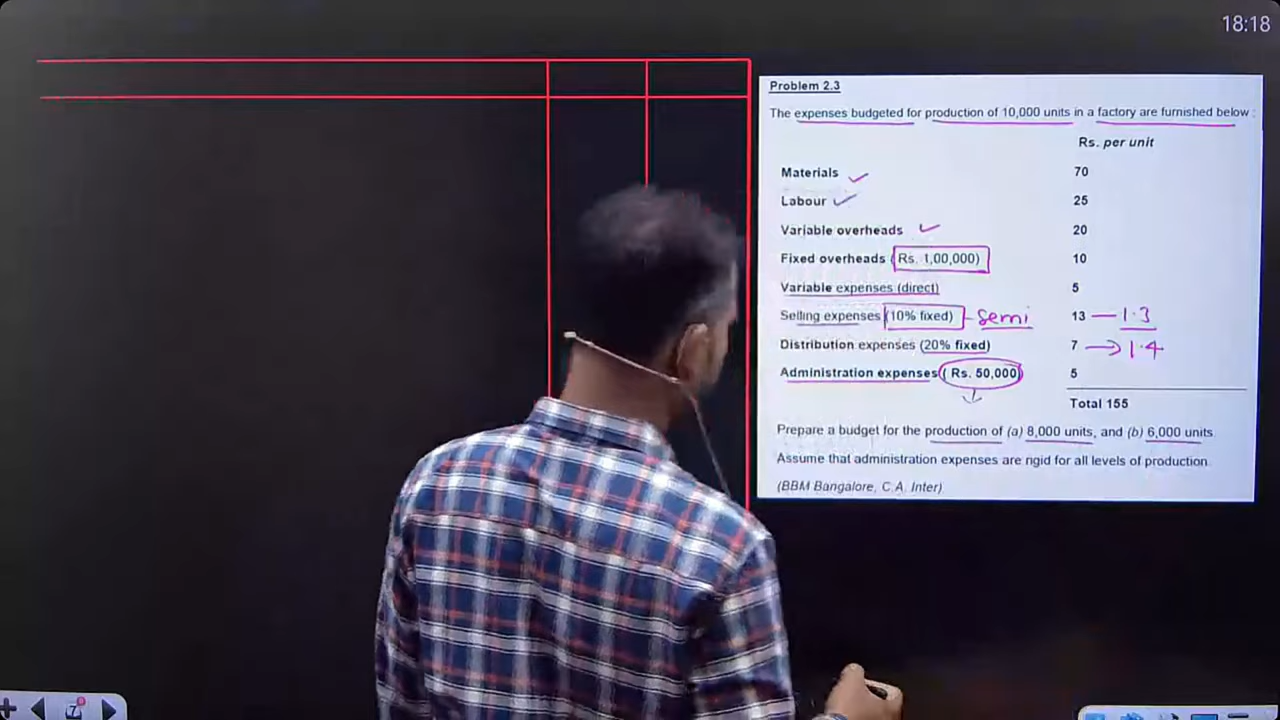 18:18
Problem 2.3
The expenses budgeted for production of 10,000 units in a factory are furnished below :
Rs. per unit
Materials 70
Labour 25
Variable overheads 20
Fixed overheads (Rs. 1,00,000) 10
Variable expenses (direct) 5
Selling expenses (10% fixed) - Semi 13 — 1.3
Distribution expenses (20% fixed) 7 → 1.4
Administration expenses ( Rs. 50,000) 5
Total 155
Prepare a budget for the production of (a) 8,000 units, and (b) 6,000 units.
Assume that administration expenses are rigid for all levels of production.
(BBM Bangalore, C.A. Inter)
7